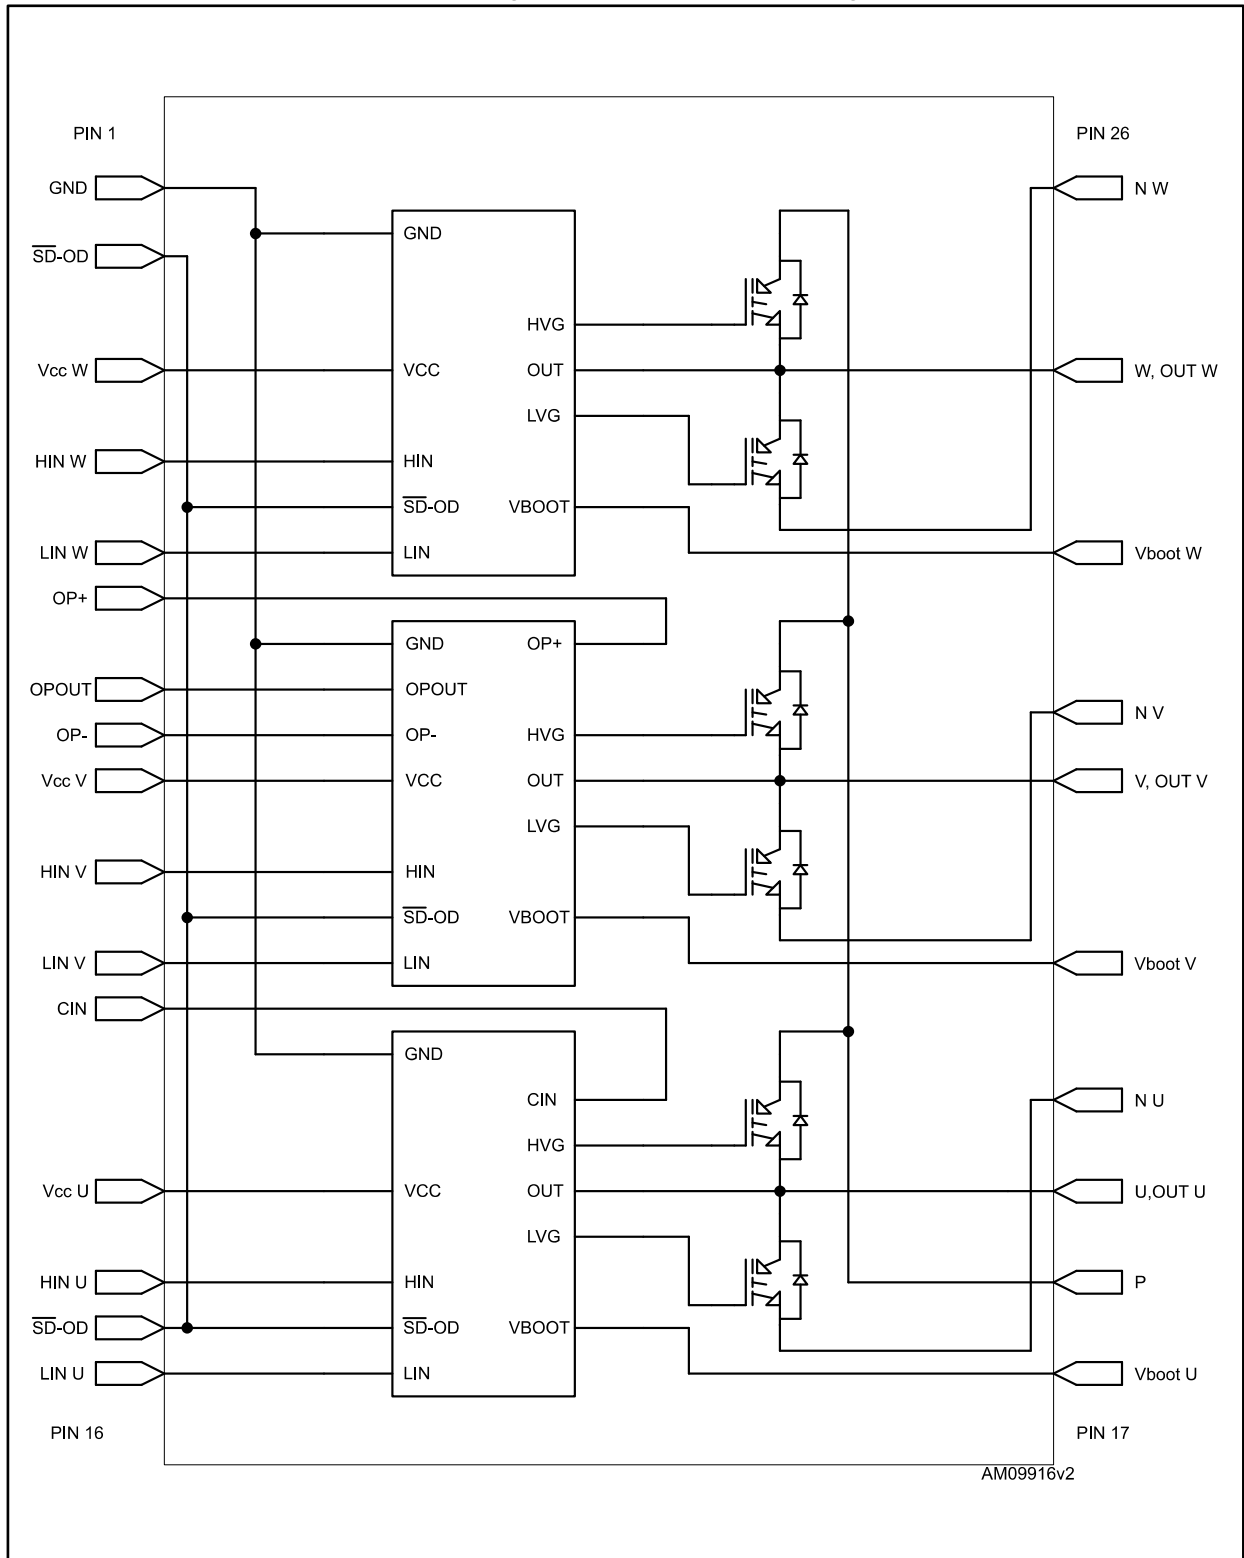 PIN 1
PIN 26
GND
N W
GND
SD-OD
HVG
Vcc W
VCC
OUT
W, OUT W
LVG
HIN W
HIN
SD-OD
VBOOT
LIN W
LIN
Vboot W
OP+
GND
OP+
OPOUT
OPOUT
N V
OP-
OP-
HVG
Vcc V
VCC
OUT
V, OUT V
LVG
HIN V
HIN
SD-OD
VBOOT
LIN V
LIN
Vboot V
CIN
GND
CIN
N U
HVG
Vcc U
VCC
OUT
U,OUT U
LVG
HIN U
HIN
P
SD-OD
SD-OD
VBOOT
LIN U
LIN
Vboot U
PIN 16
PIN 17
AM09916v2